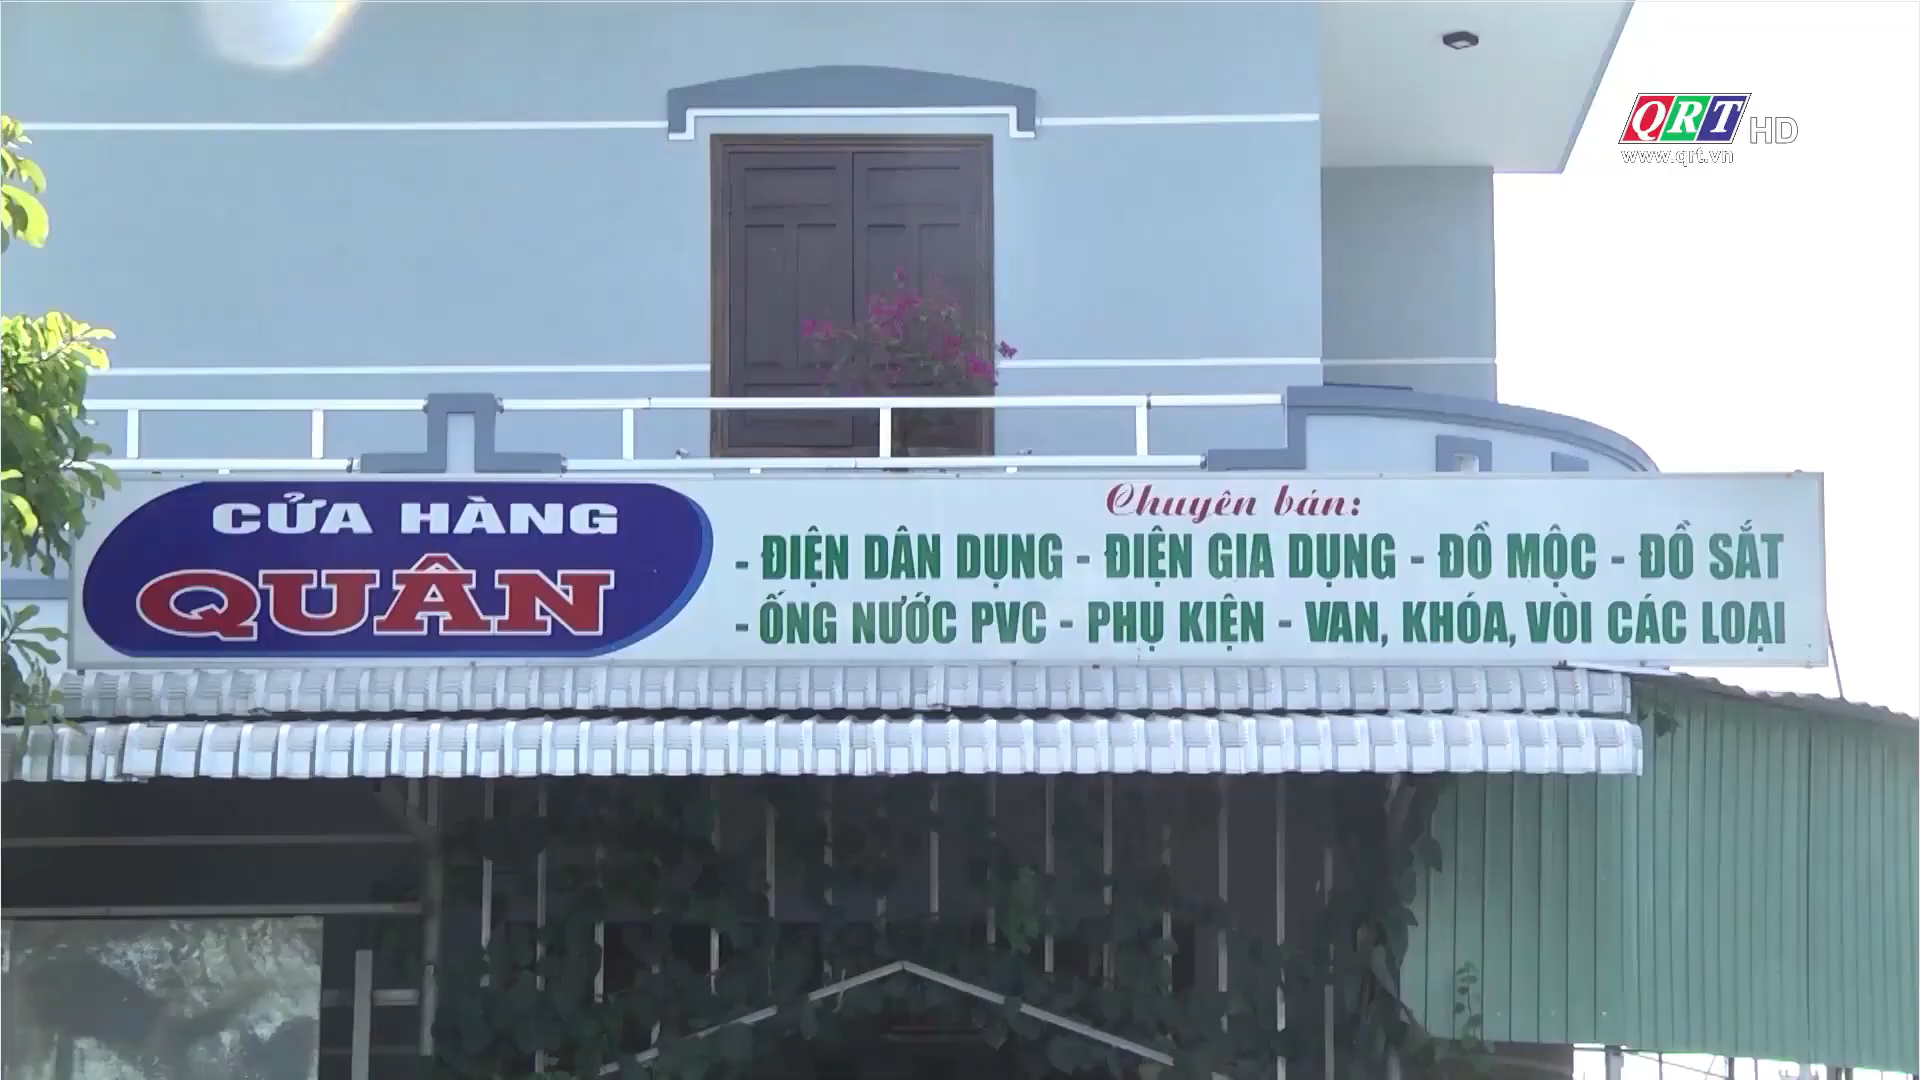 QRT HD
www.qrt.vn
CỬA HÀNG
QUÂN
Chuyên bán:
- ĐIỆN DÂN DỤNG - ĐIỆN GIA DỤNG - ĐỒ MỘC - ĐỒ SẮT
- ỐNG NƯỚC PVC - PHỤ KIỆN - VAN, KHÓA, VÒI CÁC LOẠI